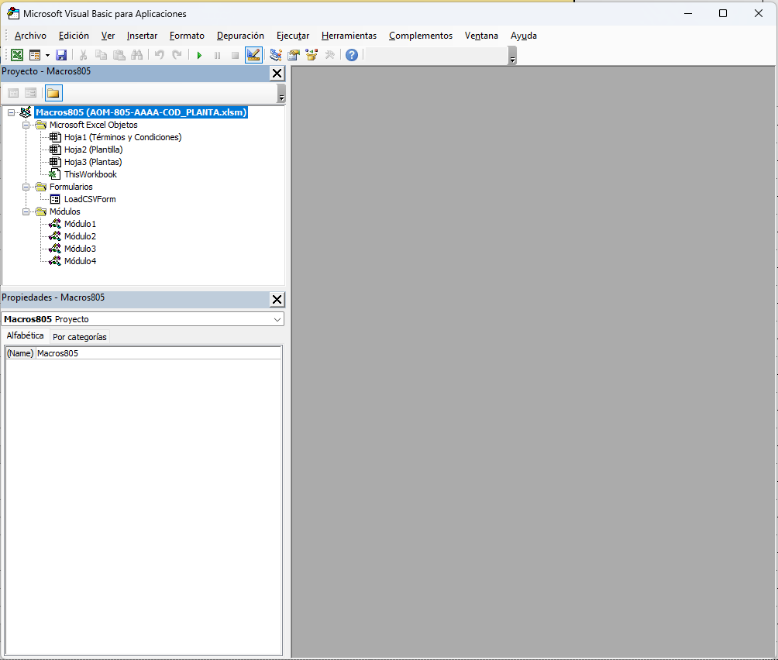 Microsoft Visual Basic para Aplicaciones
Archivo Edición Ver Insertar Formato Depuración Ejecutar Herramientas Complementos Ventana Ayuda
Proyecto - Macros805
Macros805 (AOM-805-AAAA-COD_PLANTA.xlsm)
Microsoft Excel Objetos
Hoja1 (Términos y Condiciones)
Hoja2 (Plantilla)
Hoja3 (Plantas)
ThisWorkbook
Formularios
LoadCSVForm
Módulos
Módulo1
Módulo2
Módulo3
Módulo4
Propiedades - Macros805
Macros805 Proyecto
Alfabética Por categorías
(Name) Macros805